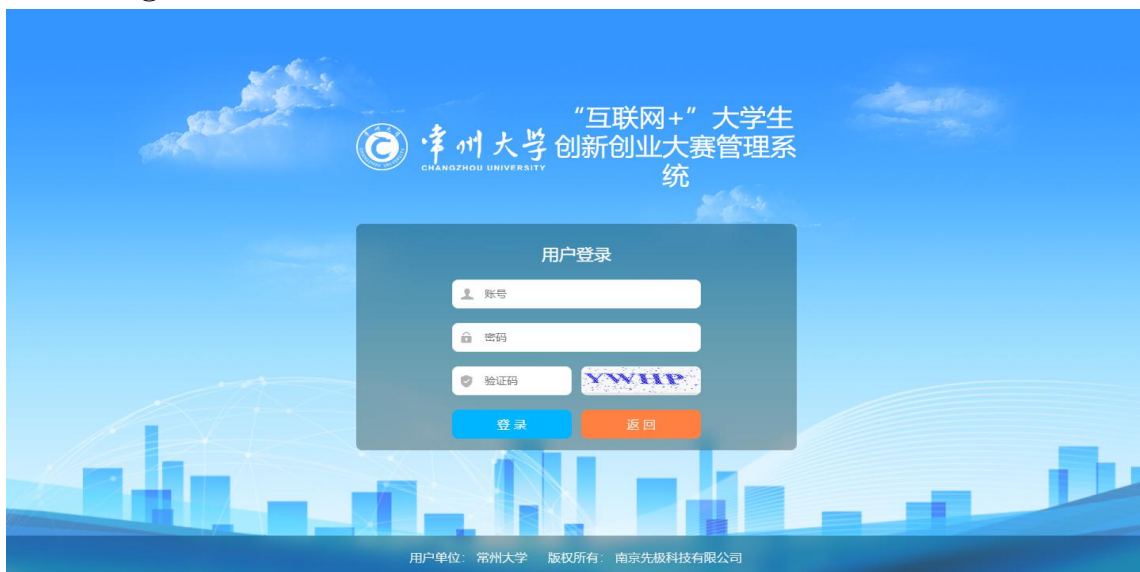 “互联网+”大学生
常州大学 创新创业大赛管理系
CHANGZHOU UNIVERSITY
统
用户登录
账号
密码
验证码 YWHP
登 录 返 回
用户单位： 常州大学 版权所有： 南京先极科技有限公司